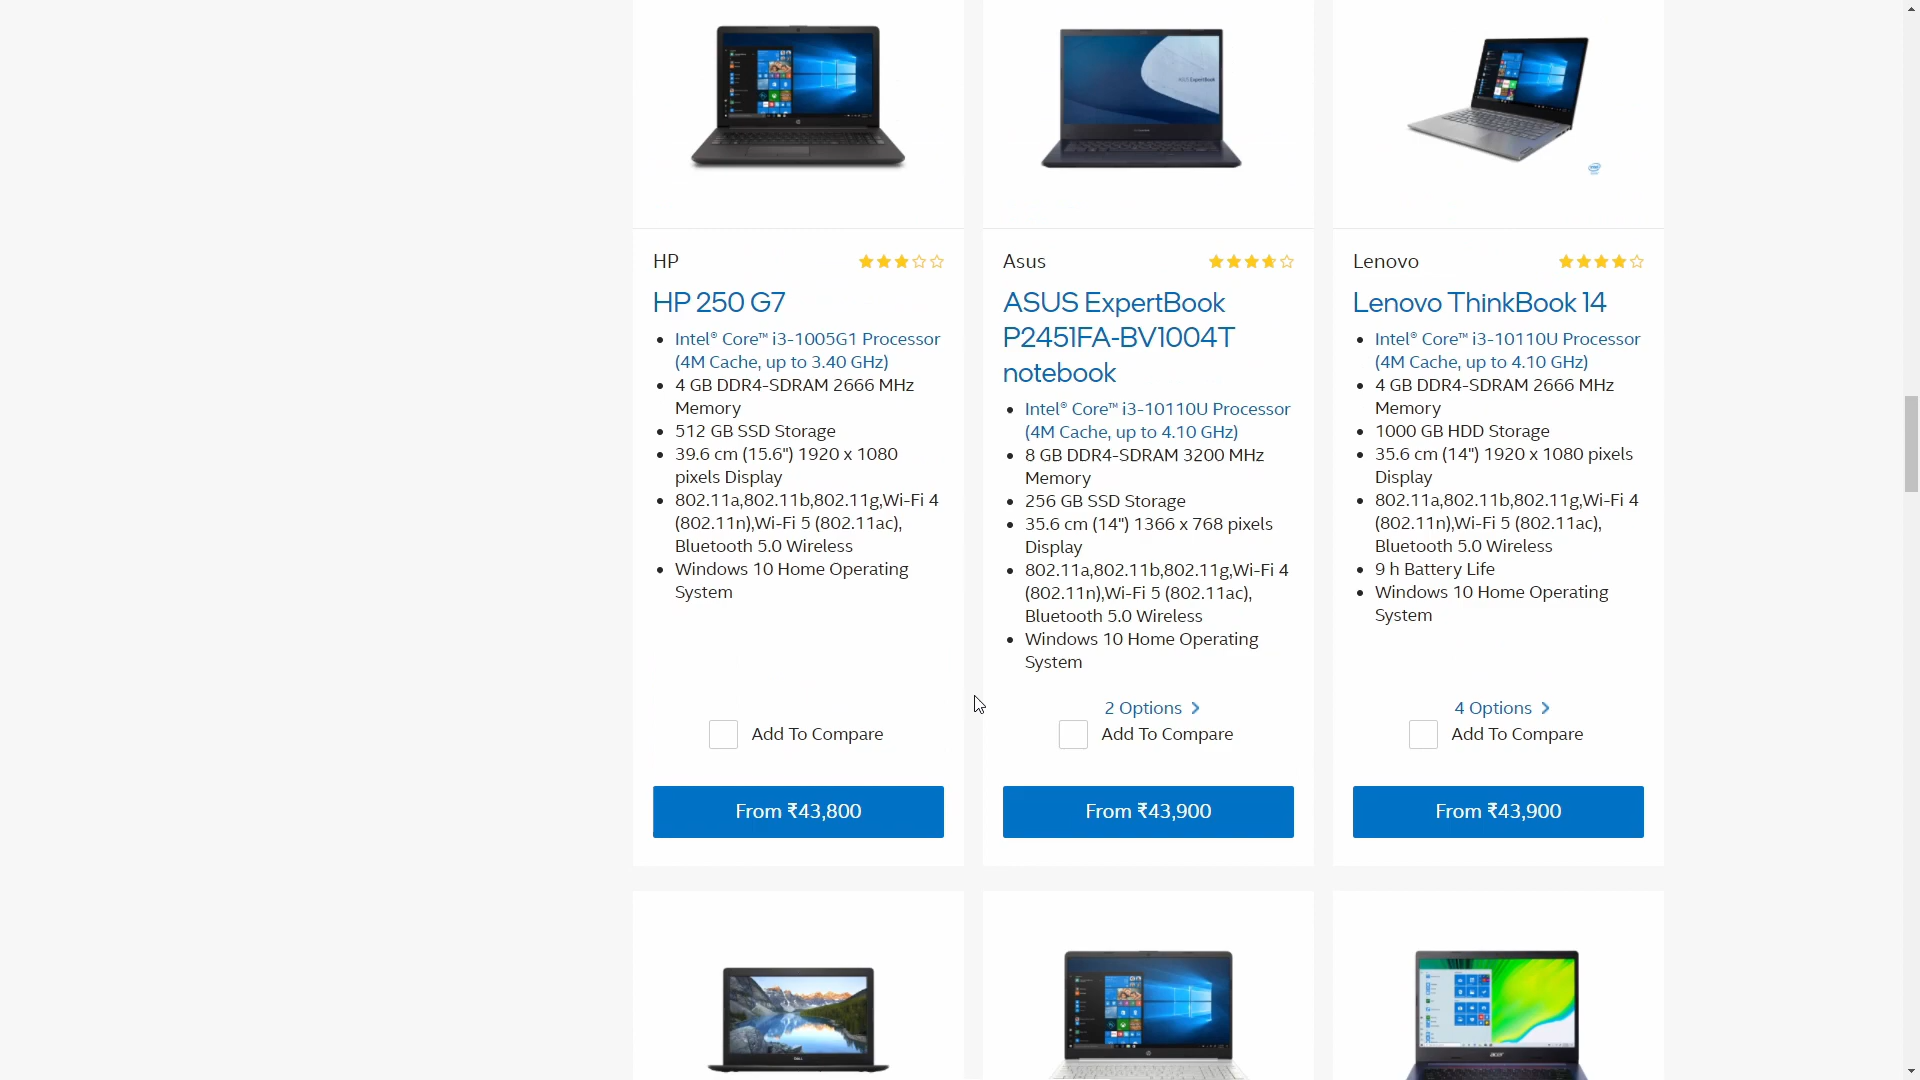 HP
HP 250 G7
Intel® Core™ i3-1005G1 Processor
(4M Cache, up to 3.40 GHz)
4 GB DDR4-SDRAM 2666 MHz
Memory
512 GB SSD Storage
39.6 cm (15.6") 1920 x 1080
pixels Display
802.11a,802.11b,802.11g,Wi-Fi 4
(802.11n),Wi-Fi 5 (802.11ac),
Bluetooth 5.0 Wireless
Windows 10 Home Operating
System
Add To Compare
From ₹43,800
ASUS ExpertBook
Asus
ASUS ExpertBook
P2451FA-BV1004T
notebook
Intel® Core™ i3-10110U Processor
(4M Cache, up to 4.10 GHz)
8 GB DDR4-SDRAM 3200 MHz
Memory
256 GB SSD Storage
35.6 cm (14") 1366 x 768 pixels
Display
802.11a,802.11b,802.11g,Wi-Fi 4
(802.11n),Wi-Fi 5 (802.11ac),
Bluetooth 5.0 Wireless
Windows 10 Home Operating
System
2 Options
Add To Compare
From ₹43,900
Lenovo
Lenovo ThinkBook 14
Intel® Core™ i3-10110U Processor
(4M Cache, up to 4.10 GHz)
4 GB DDR4-SDRAM 2666 MHz
Memory
1000 GB HDD Storage
35.6 cm (14") 1920 x 1080 pixels
Display
802.11a,802.11b,802.11g,Wi-Fi 4
(802.11n),Wi-Fi 5 (802.11ac),
Bluetooth 5.0 Wireless
9 h Battery Life
Windows 10 Home Operating
System
4 Options
Add To Compare
From ₹43,900
DELL
acer